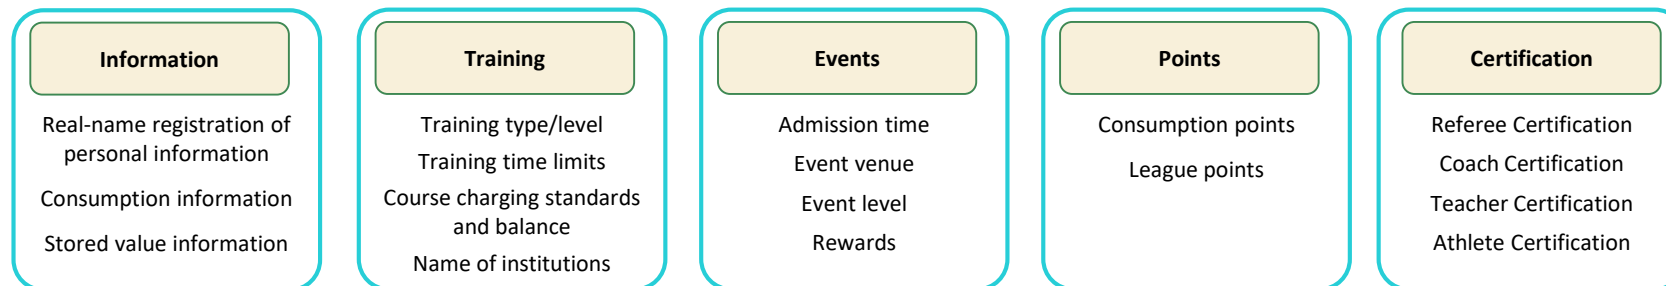 Information
Real-name registration of
personal information
Consumption information
Stored value information
Training
Training type/level
Training time limits
Course charging standards
and balance
Name of institutions
Events
Admission time
Event venue
Event level
Rewards
Points
Consumption points
League points
Certification
Referee Certification
Coach Certification
Teacher Certification
Athlete Certification